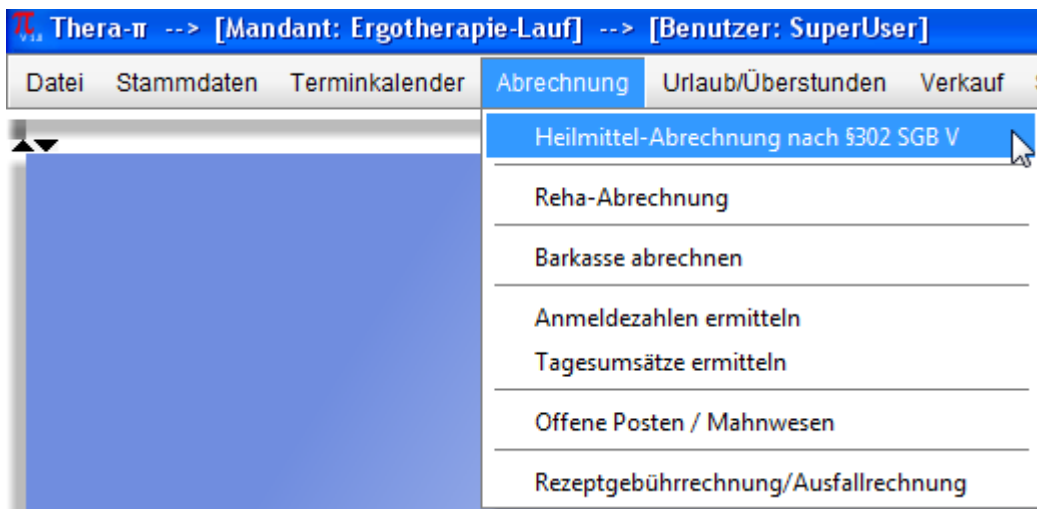 Thera-π --> [Mandant: Ergotherapie-Lauf] --> [Benutzer: SuperUser]
Datei Stammdaten Terminkalender Abrechnung Urlaub/Überstunden Verkauf
Heilmittel-Abrechnung nach §302 SGB V
Reha-Abrechnung
Barkasse abrechnen
Anmeldezahlen ermitteln
Tagesumsätze ermitteln
Offene Posten / Mahnwesen
Rezeptgebührrechnung/Ausfallrechnung